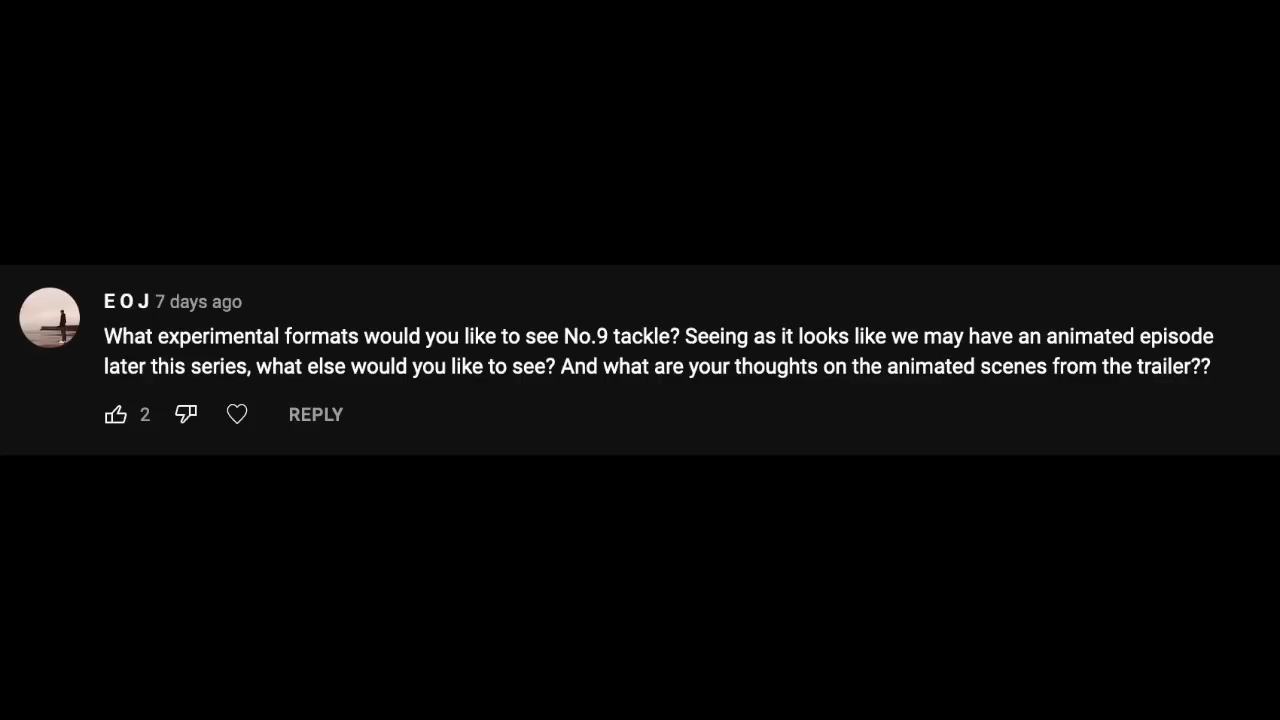 E O J 7 days ago
What experimental formats would you like to see No.9 tackle? Seeing as it looks like we may have an animated episode
later this series, what else would you like to see? And what are your thoughts on the animated scenes from the trailer??
2 REPLY